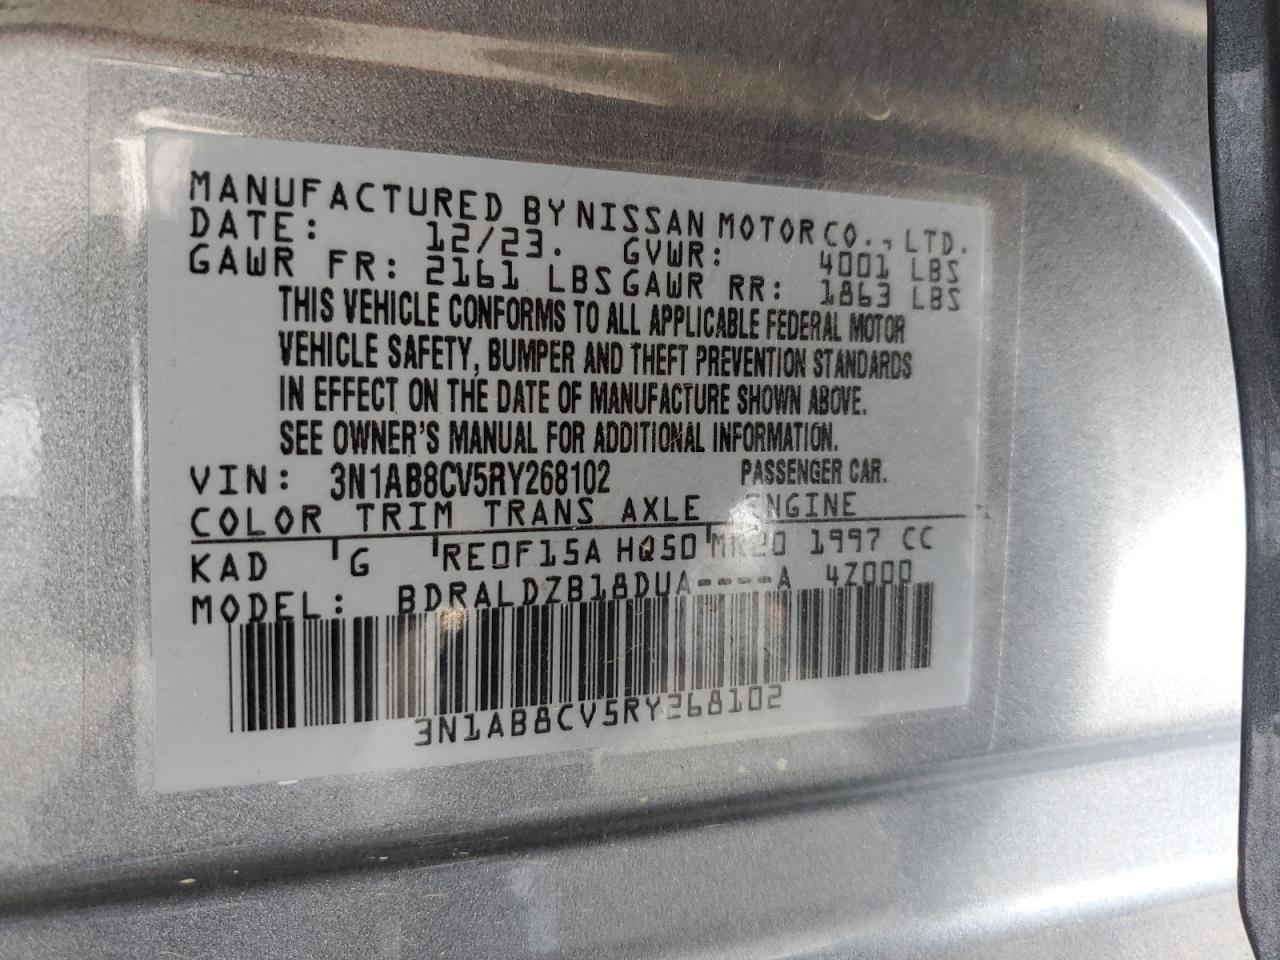 MANUFACTURED BY NISSAN MOTOR CO., LTD.
DATE: 12/23. GVWR: 4001 LBS
GAWR FR: 2161 LBS GAWR RR: 1863 LBS
THIS VEHICLE CONFORMS TO ALL APPLICABLE FEDERAL MOTOR
VEHICLE SAFETY, BUMPER AND THEFT PREVENTION STANDARDS
IN EFFECT ON THE DATE OF MANUFACTURE SHOWN ABOVE.
SEE OWNER'S MANUAL FOR ADDITIONAL INFORMATION.
VIN: 3N1AB8CV5RY268102 PASSENGER CAR.
COLOR TRIM TRANS AXLE ENGINE
KAD G RE0F15A HQ50 MR20 1997 CC
MODEL: BDRALDZB18DUA----A 4Z000
3N1AB8CV5RY268102